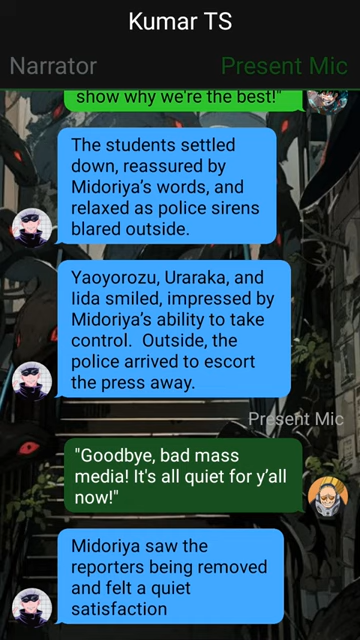 Kumar TS
Narrator
Present Mic
show why we're the best!"
The students settled
down, reassured by
Midoriya’s words, and
relaxed as police sirens
blared outside.
Yaoyorozu, Uraraka, and
Iida smiled, impressed by
Midoriya’s ability to take
control.  Outside, the
police arrived to escort
the press away.
Present Mic
"Goodbye, bad mass
media! It's all quiet for y’all
now!"
Midoriya saw the
reporters being removed
and felt a quiet
satisfaction